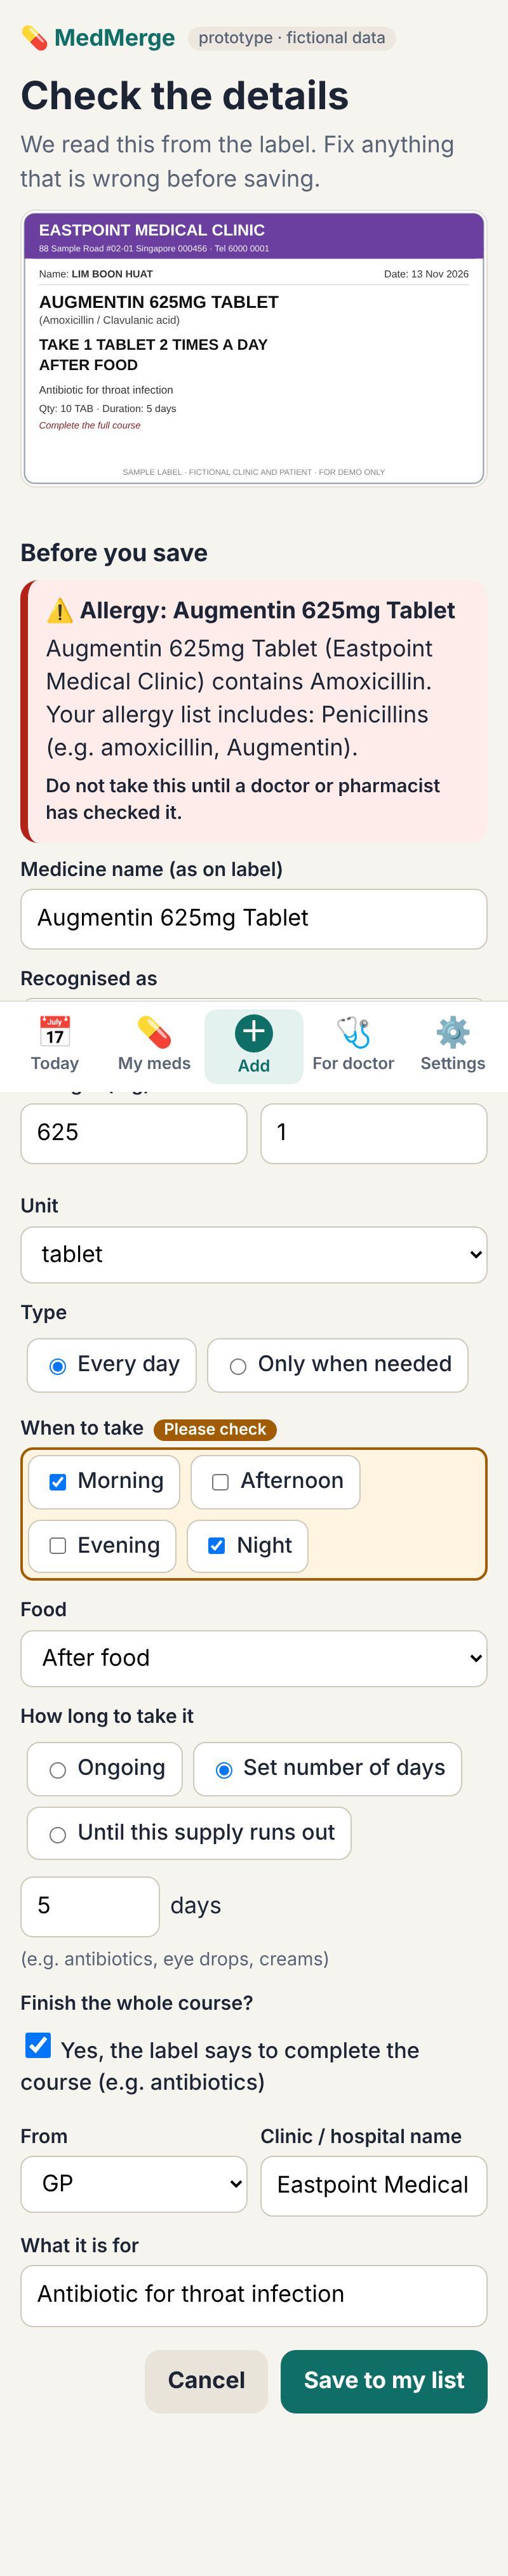 MedMerge prototype · fictional data
Check the details
We read this from the label. Fix anything
that is wrong before saving.
EASTPOINT MEDICAL CLINIC
88 Sample Road #02-01 Singapore 000456 · Tel 6000 0001
Name: LIM BOON HUAT Date: 13 Nov 2026
AUGMENTIN 625MG TABLET
(Amoxicillin / Clavulanic acid)
TAKE 1 TABLET 2 TIMES A DAY
AFTER FOOD
Antibiotic for throat infection
Qty: 10 TAB · Duration: 5 days
Complete the full course
SAMPLE LABEL - FICTIONAL CLINIC AND PATIENT - FOR DEMO ONLY
Before you save
Allergy: Augmentin 625mg Tablet
Augmentin 625mg Tablet (Eastpoint
Medical Clinic) contains Amoxicillin.
Your allergy list includes: Penicillins
(e.g. amoxicillin, Augmentin).
Do not take this until a doctor or pharmacist
has checked it.
Medicine name (as on label)
Augmentin 625mg Tablet
Recognised as
July 17
Today My meds Add For doctor Settings
625 1
Unit
tablet
Type
Every day Only when needed
When to take Please check
Morning Afternoon
Evening Night
Food
After food
How long to take it
Ongoing Set number of days
Until this supply runs out
5 days
(e.g. antibiotics, eye drops, creams)
Finish the whole course?
Yes, the label says to complete the
course (e.g. antibiotics)
From Clinic / hospital name
GP Eastpoint Medical
What it is for
Antibiotic for throat infection
Cancel Save to my list